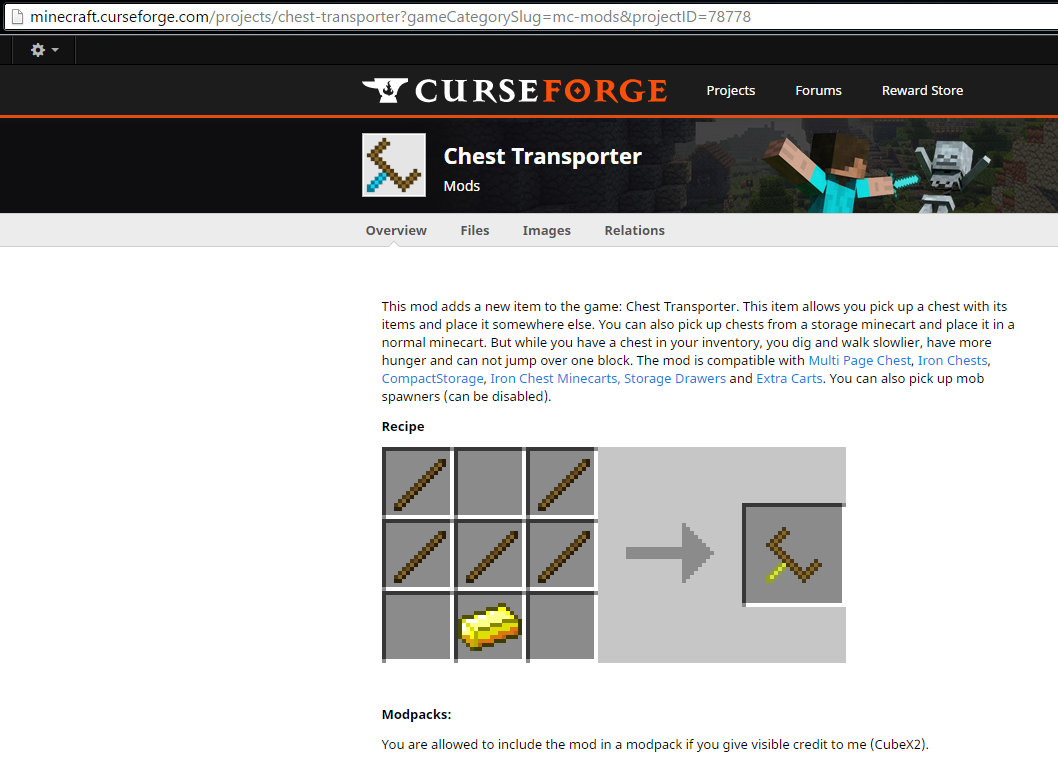 minecraft.curseforge.com/projects/chest-transporter?gameCategorySlug=mc-mods&projectID=78778
CURSEFORGE
Projects
Forums
Reward Store
Chest Transporter
Mods
Overview
Files
Images
Relations
This mod adds a new item to the game: Chest Transporter. This item allows you pick up a chest with its
items and place it somewhere else. You can also pick up chests from a storage minecart and place it in a
normal minecart. But while you have a chest in your inventory, you dig and walk slowlier, have more
hunger and can not jump over one block. The mod is compatible with Multi Page Chest, Iron Chests,
CompactStorage, Iron Chest Minecarts, Storage Drawers and Extra Carts. You can also pick up mob
spawners (can be disabled).
Recipe
Modpacks:
You are allowed to include the mod in a modpack if you give visible credit to me (CubeX2).